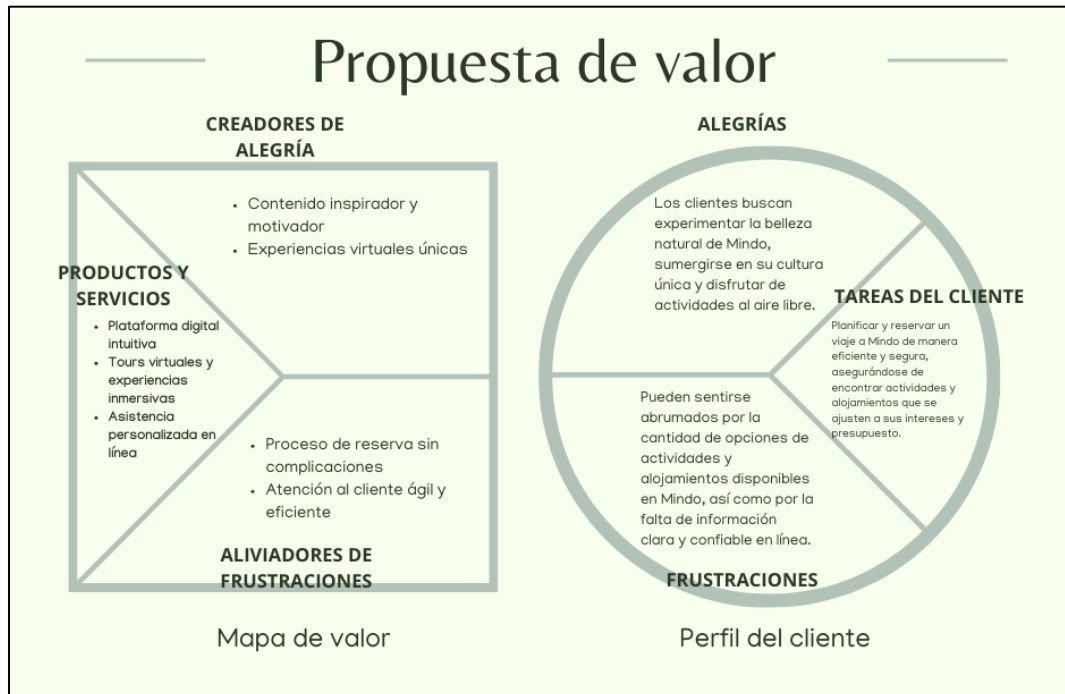 Propuesta de valor
CREADORES DE
ALEGRÍA
• Contenido inspirador y
motivador
• Experiencias virtuales únicas
PRODUCTOS Y
SERVICIOS
• Plataforma digital
intuitiva
• Tours virtuales y
experiencias
inmersivas
• Asistencia
personalizada en
línea
• Proceso de reserva sin
complicaciones
• Atención al cliente ágil y
eficiente
ALIVIADORES DE
FRUSTRACIONES
Mapa de valor
ALEGRÍAS
Los clientes buscan
experimentar la belleza
natural de Mindo,
sumergirse en su cultura
única y disfrutar de
actividades al aire libre.
TAREAS DEL CLIENTE
Planificar y reservar un
viaje a Mindo de manera
eficiente y segura,
asegurándose de
encontrar actividades y
alojamientos que se
ajusten a sus intereses y
presupuesto.
Pueden sentirse
abrumados por la
cantidad de opciones de
actividades y
alojamientos disponibles
en Mindo, así como por la
falta de información
clara y confiable en línea.
FRUSTRACIONES
Perfil del cliente